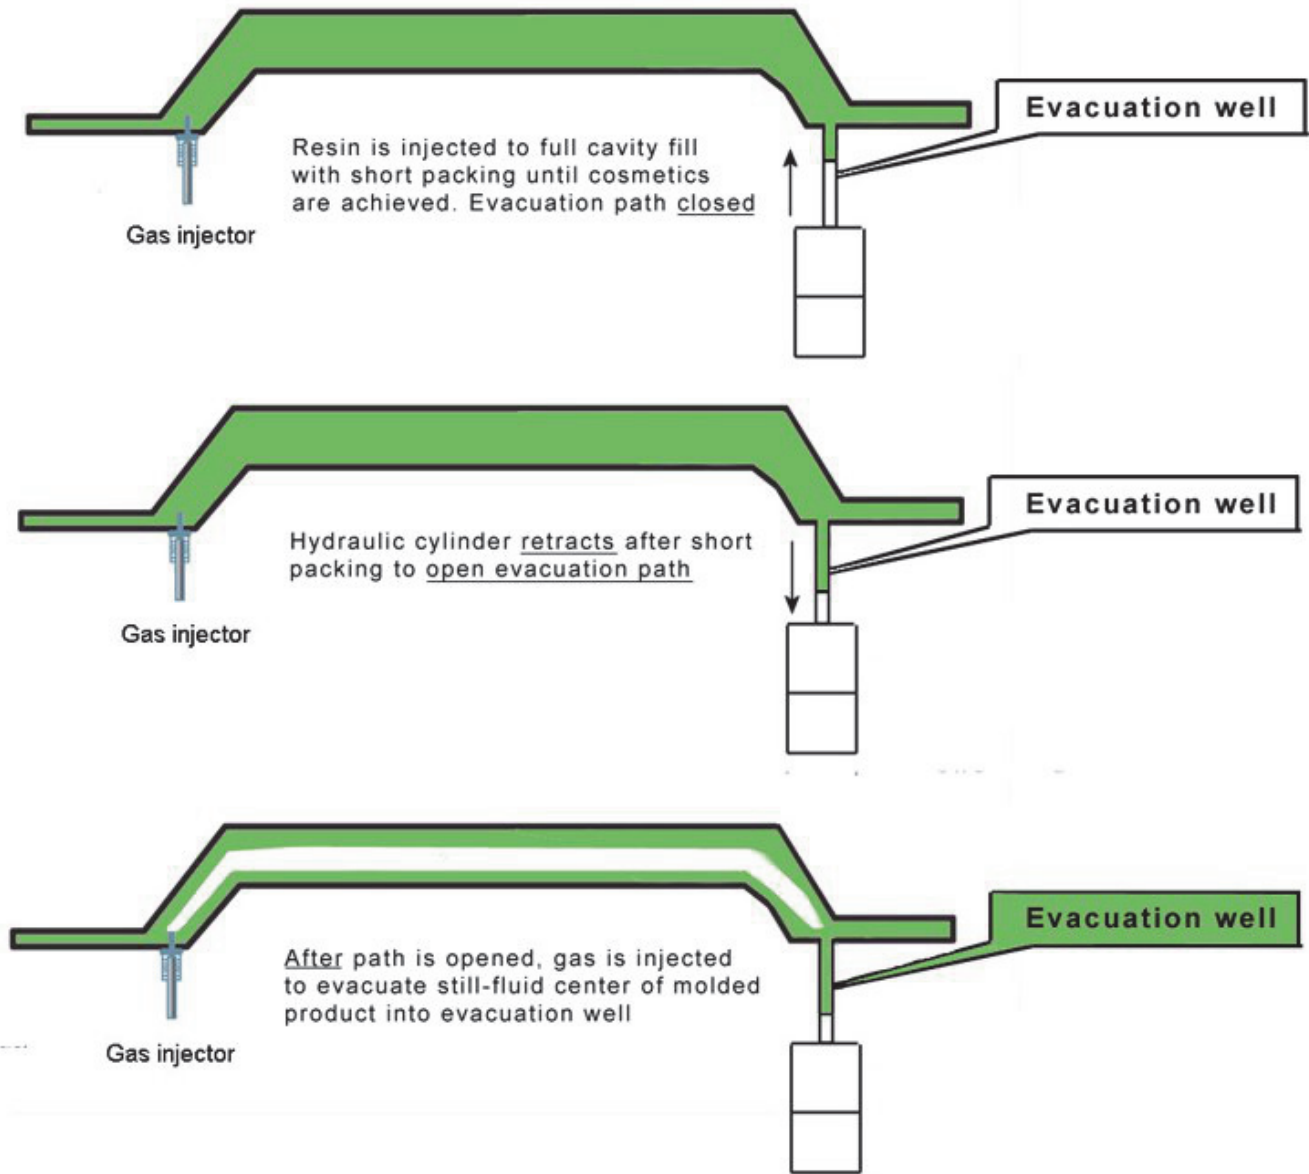 Evacuation well
Resin is injected to full cavity fill
with short packing until cosmetics
are achieved. Evacuation path closed
Gas injector
Evacuation well
Hydraulic cylinder retracts after short
packing to open evacuation path
Gas injector
Evacuation well
After path is opened, gas is injected
to evacuate still-fluid center of molded
product into evacuation well
Gas injector